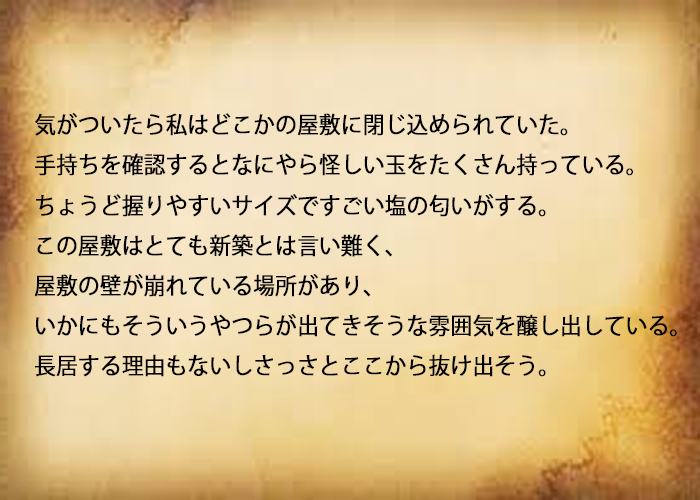 気がついたら私はどこかの屋敷に閉じ込められていた。
手持ちを確認するとなにやら怪しい玉をたくさん持っている。
ちょうど握りやすいサイズですごい塩の匂いがする。
この屋敷はとても新築とは言い難く、
屋敷の壁が崩れている場所があり、
いかにもそういうやつらが出てきそうな雰囲気を醸し出している。
長居する理由もないしさっさとここから抜け出そう。